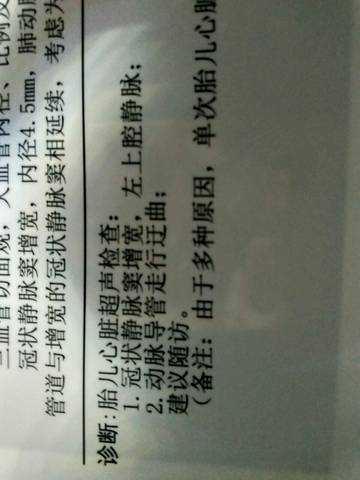 三血管切面观，大血管内径、比例及
冠状静脉窦增宽，内径4.5mm，肺动脉
管道与增宽的冠状静脉窦相延续，考虑为
诊断:胎儿心脏超声检查:
1.冠状静脉窦增宽，左上腔静脉；
2.动脉导管走行迂曲；
建议随访。
（备注：由于多种原因，单次胎儿心脏